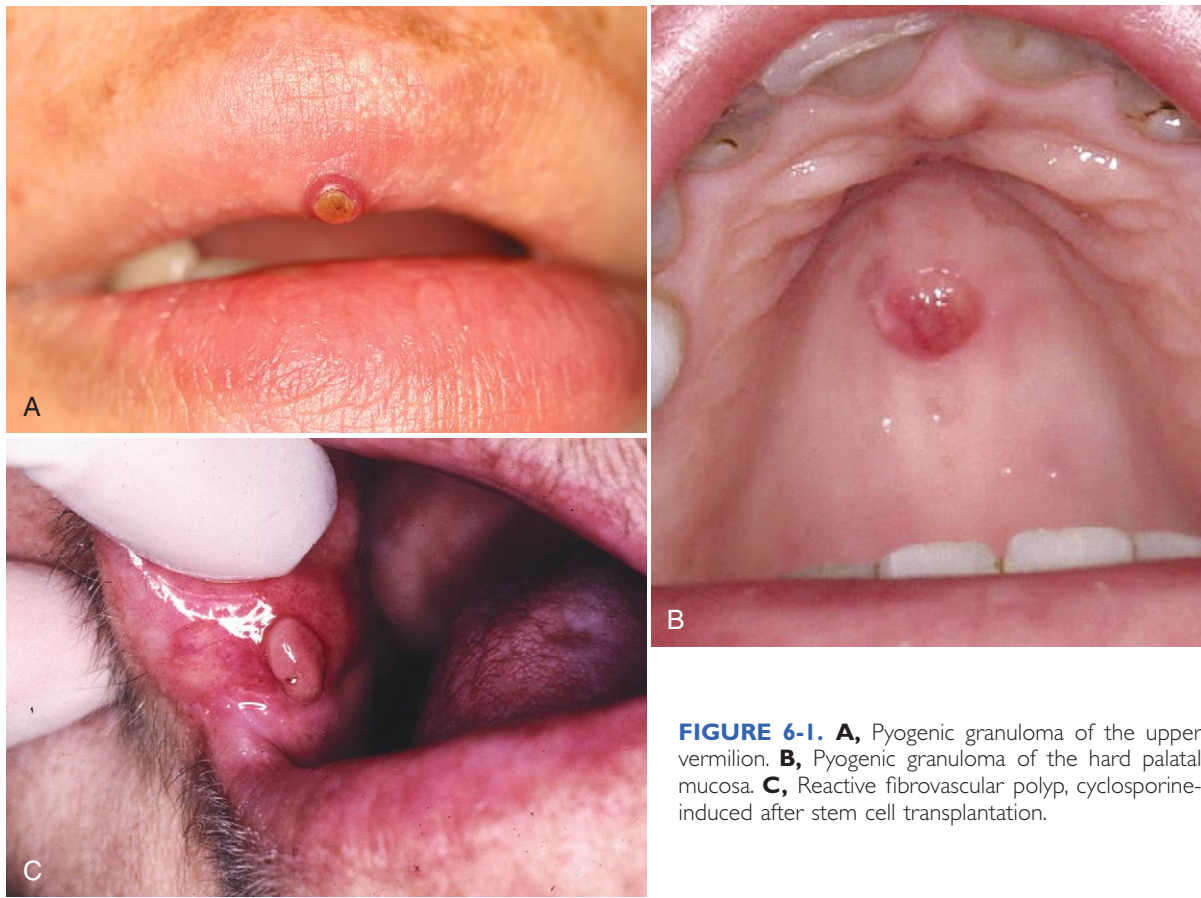 A
B
C
FIGURE 6-1. A, Pyogenic granuloma of the upper
vermilion. B, Pyogenic granuloma of the hard palatal
mucosa. C, Reactive fibrovascular polyp, cyclosporine-
induced after stem cell transplantation.